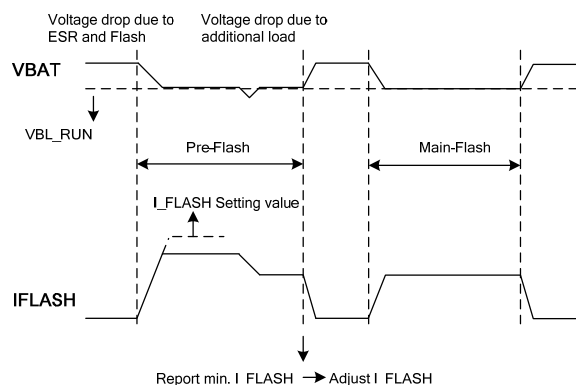 Voltage drop due to
ESR and Flash
Voltage drop due to
additional load
VBAT
VBL_RUN
Pre-Flash
Main-Flash
I_FLASH Setting value
IFLASH
Report min. I_FLASH
Adjust I_FLASH